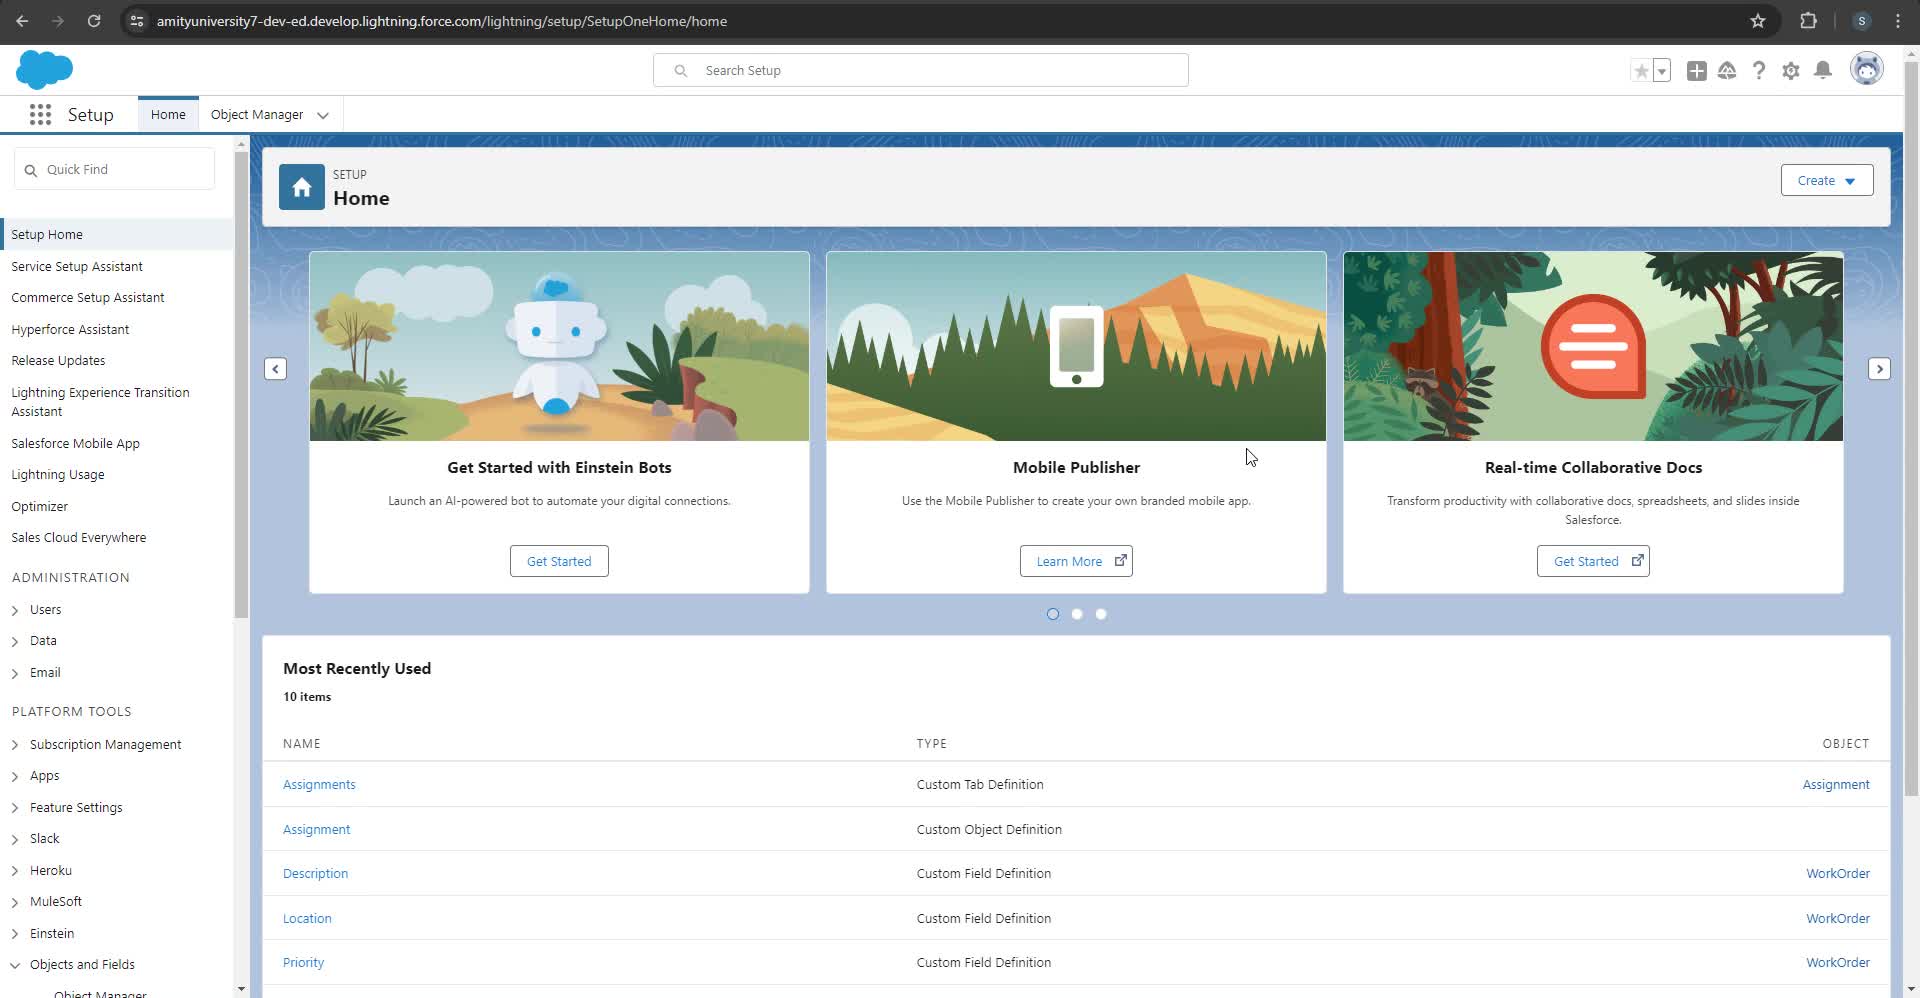 amityuniversity7-dev-ed.develop.lightning.force.com/lightning/setup/SetupOneHome/home
S
Search Setup
Setup
Home
Object Manager
Quick Find
Setup Home
Service Setup Assistant
Commerce Setup Assistant
Hyperforce Assistant
Release Updates
Lightning Experience Transition
Assistant
Salesforce Mobile App
Lightning Usage
Optimizer
Sales Cloud Everywhere
ADMINISTRATION
Users
Data
Email
PLATFORM TOOLS
Subscription Management
Apps
Feature Settings
Slack
Heroku
MuleSoft
Einstein
Objects and Fields
Object Manager
SETUP
Home
Create
Get Started with Einstein Bots
Launch an AI-powered bot to automate your digital connections.
Get Started
Mobile Publisher
Use the Mobile Publisher to create your own branded mobile app.
Learn More
Real-time Collaborative Docs
Transform productivity with collaborative docs, spreadsheets, and slides inside
Salesforce.
Get Started
Most Recently Used
10 items
NAME TYPE OBJECT
Assignments Custom Tab Definition Assignment
Assignment Custom Object Definition
Description Custom Field Definition WorkOrder
Location Custom Field Definition WorkOrder
Priority Custom Field Definition WorkOrder